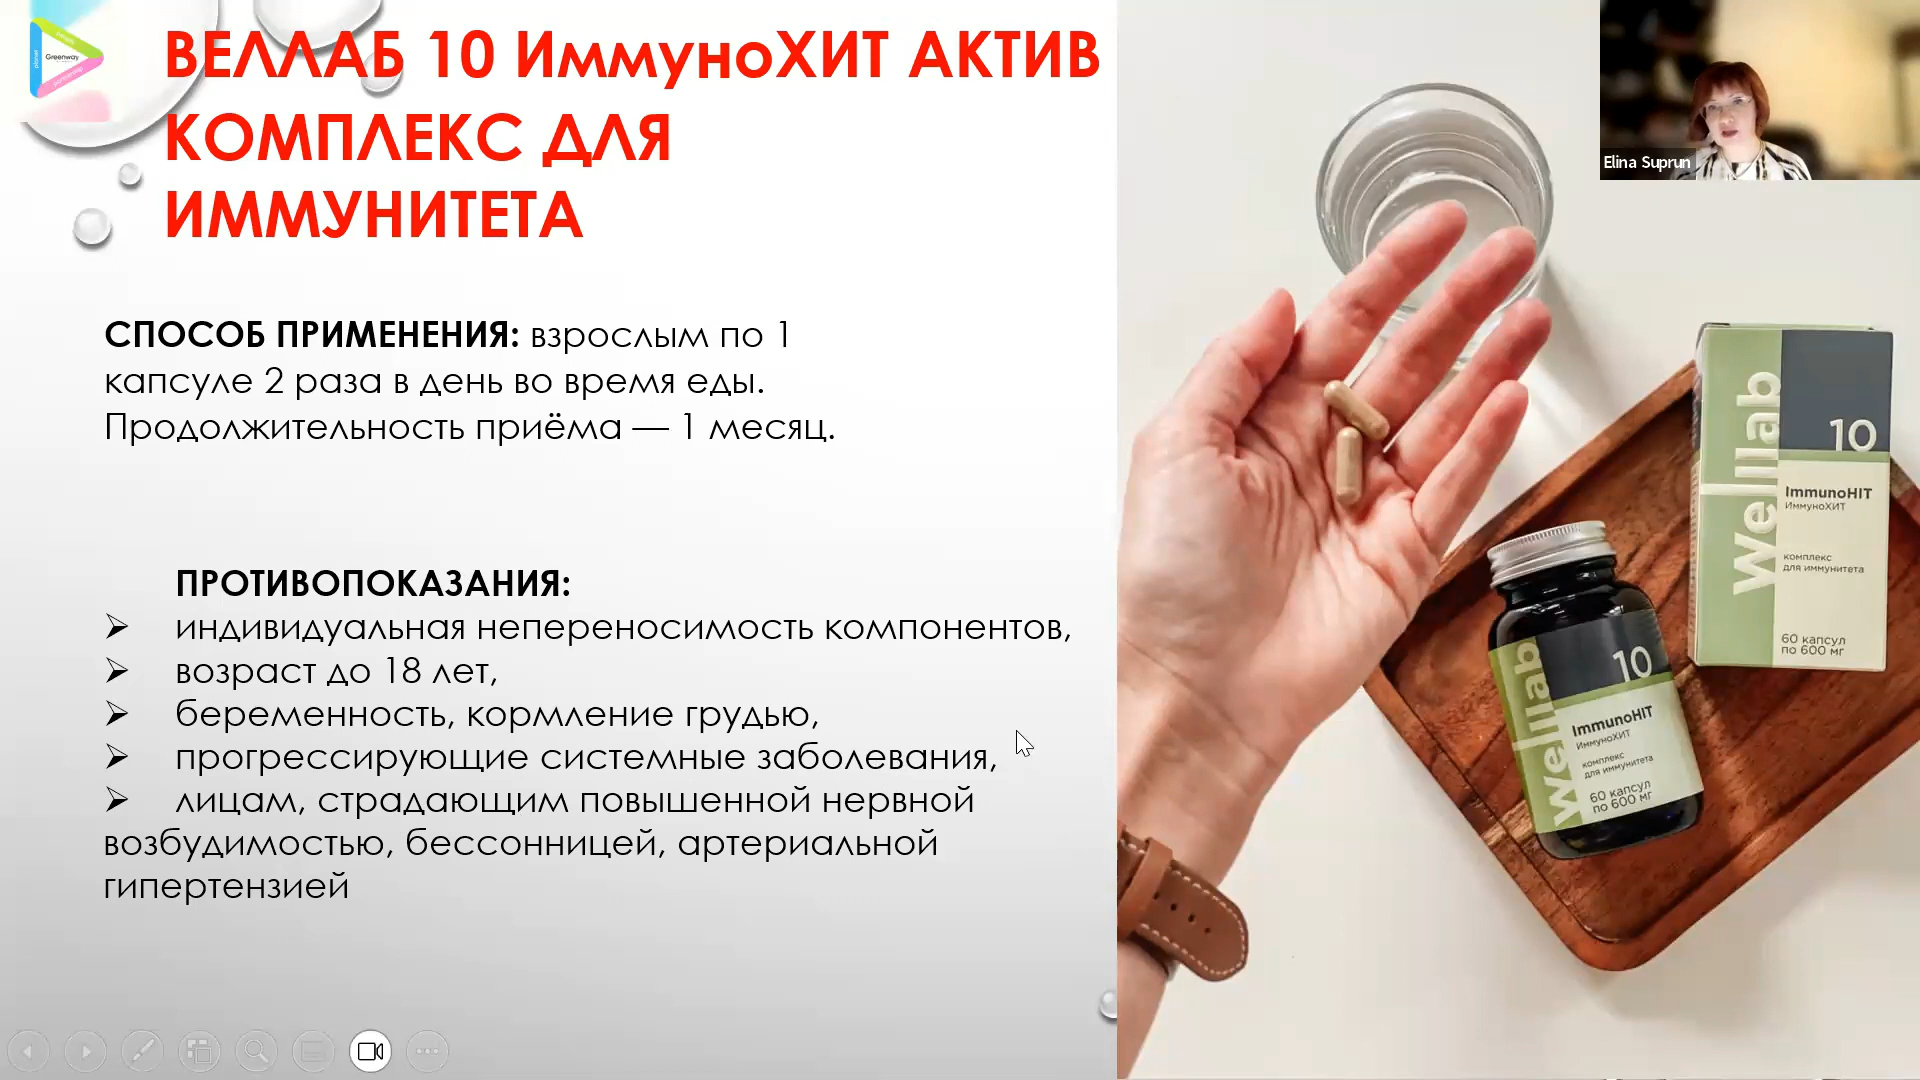 Greenway
ВЕЛЛАБ 10 ИммуноХИТ АКТИВ
КОМПЛЕКС ДЛЯ
ИММУНИТЕТА
СПОСОБ ПРИМЕНЕНИЯ: взрослым по 1
капсуле 2 раза в день во время еды.
Продолжительность приёма — 1 месяц.
ПРОТИВОПОКАЗАНИЯ:
индивидуальная непереносимость компонентов,
возраст до 18 лет,
беременность, кормление грудью,
прогрессирующие системные заболевания,
лицам, страдающим повышенной нервной
возбудимостью, бессонницей, артериальной
гипертензией
Elina Suprun
Welllab
10
ImmunoHIT
ИммуноХИТ
комплекс
для иммунитета
60 капсул
по 600 мг
Welllab
10
ImmunoHIT
ИммуноХИТ
комплекс
для иммунитета
60 капсул
по 600 мг